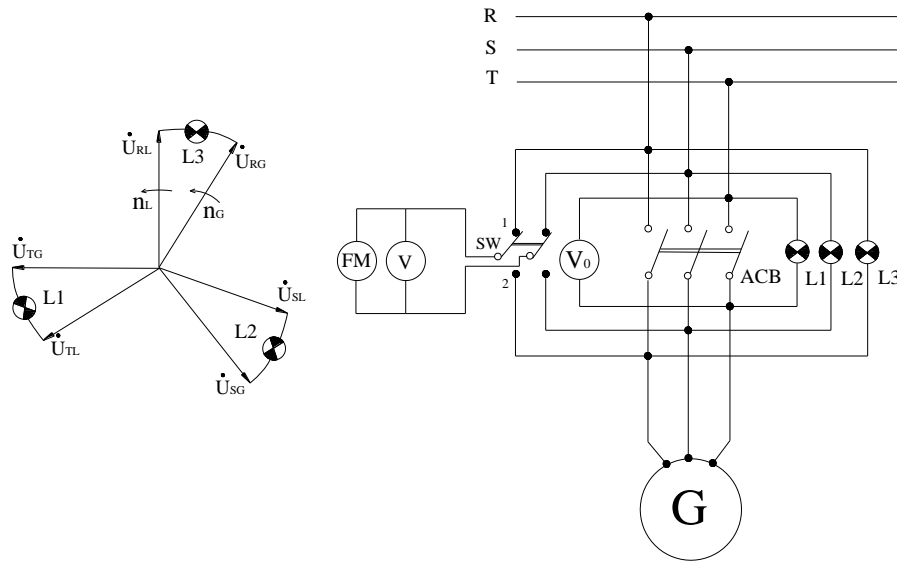 R
S
T
U̇RL
L3
U̇RG
nL
nG
U̇TG
L1
U̇TL
U̇SL
L2
U̇SG
1
SW
2
FM
V
V0
ACB
L1
L2
L3
G